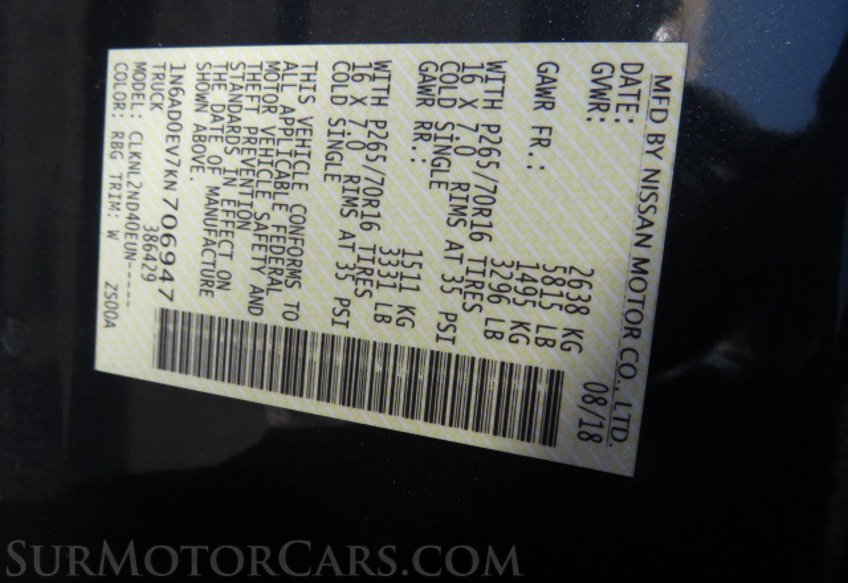 MFD BY NISSAN MOTOR CO., LTD.
DATE: 08/18
GVWR: 2638 KG
5815 LB
GAWR FR.: 1495 KG
3296 LB
WITH P265/70R16 TIRES
16 X 7.0 RIMS AT 35 PSI
COLD SINGLE
GAWR RR.: 1511 KG
3331 LB
WITH P265/70R16 TIRES
16 X 7.0 RIMS AT 35 PSI
COLD SINGLE
THIS VEHICLE CONFORMS TO
ALL APPLICABLE FEDERAL
MOTOR VEHICLE SAFETY AND
THEFT PREVENTION
STANDARDS IN EFFECT ON
THE DATE OF MANUFACTURE
SHOWN ABOVE.
1N6AD0EV7KN706947
TRUCK 386429
MODEL: CLKNL2ND40EUN-----
COLOR: RBG TRIM: W 2S00A
SURMOTORCARS.COM